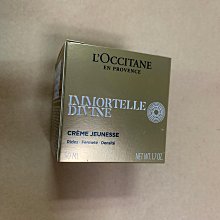 L'OCCITANE
EN PROVENCE
IMMORTELLE
DIVINE
CRÈME JEUNESSE
Rides - Fermeté - Densité
50 ML NET WT. 1.7 OZ.